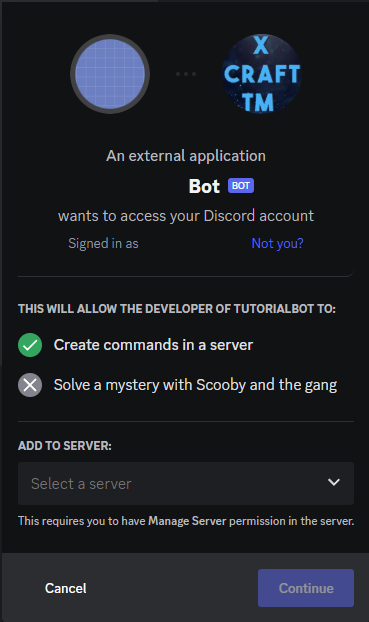 X
CRAFT
TM
An external application
Bot BOT
wants to access your Discord account
Signed in as Not you?
THIS WILL ALLOW THE DEVELOPER OF TUTORIALBOT TO:
Create commands in a server
Solve a mystery with Scooby and the gang
ADD TO SERVER:
Select a server
This requires you to have Manage Server permission in the server.
Cancel Continue